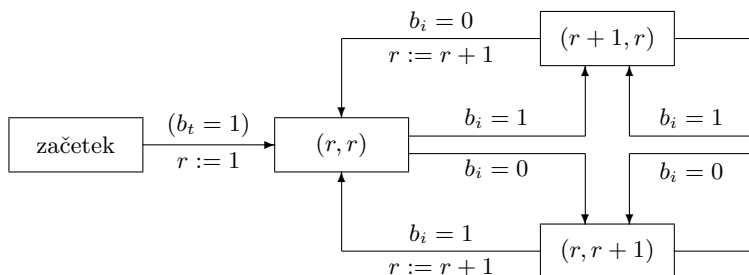 b_i = 0
(r + 1, r)
r := r + 1
(b_t = 1)
b_i = 1
b_i = 1
začetek
(r, r)
r := 1
b_i = 0
b_i = 0
b_i = 1
(r, r + 1)
r := r + 1